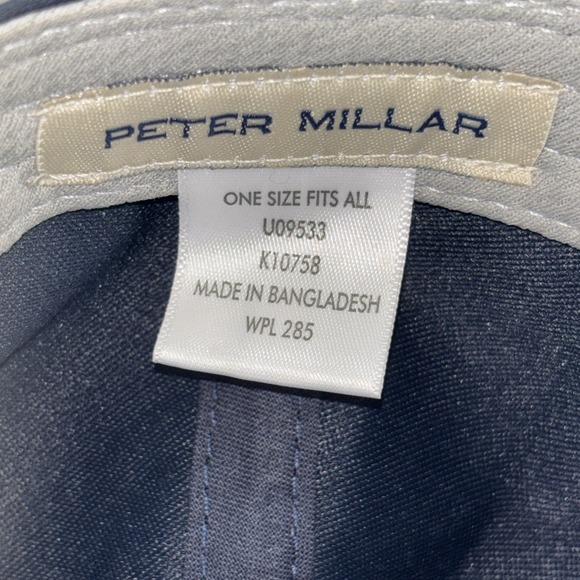 PETER MILLAR
ONE SIZE FITS ALL
U09533
K10758
MADE IN BANGLADESH
WPL 285